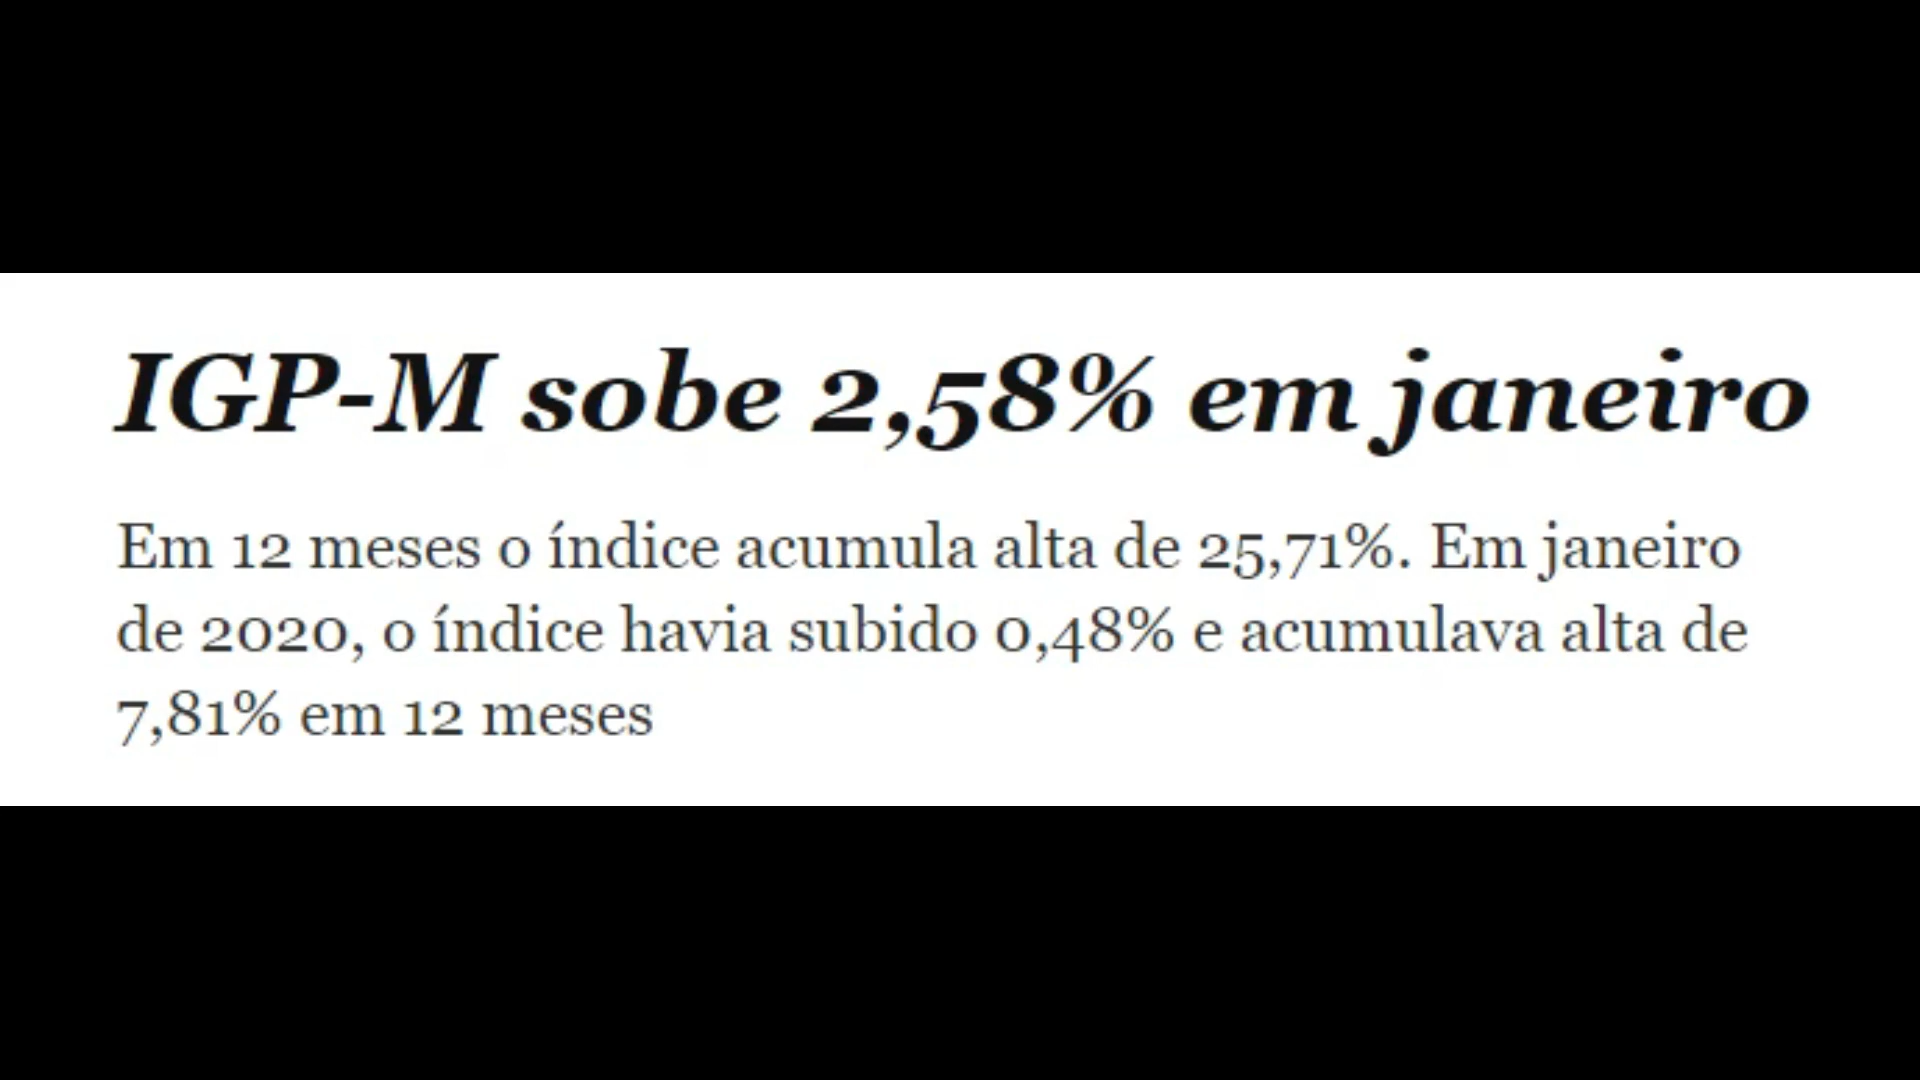 IGP-M sobe 2,58% em janeiro
Em 12 meses o índice acumula alta de 25,71%. Em janeiro
de 2020, o índice havia subido 0,48% e acumulava alta de
7,81% em 12 meses